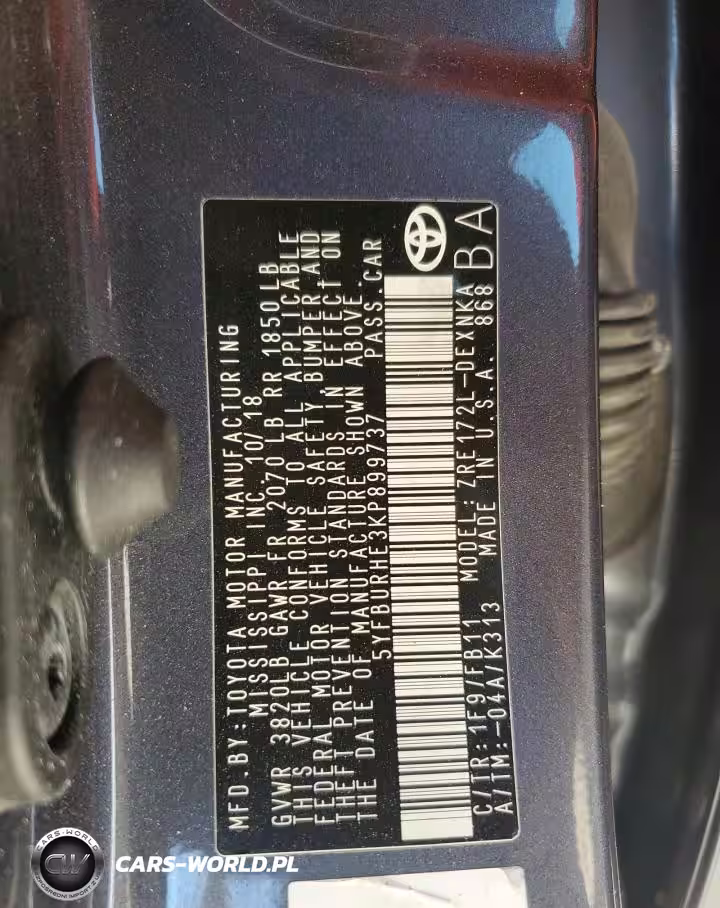 MFD.BY:TOYOTA MOTOR MANUFACTURING
MISSISSIPPI INC. 10/18
GVWR 3820LB GAWR FR 2070 LB RR 1850 LB
THIS VEHICLE CONFORMS TO ALL APPLICABLE
FEDERAL MOTOR VEHICLE SAFETY, BUMPER, AND
THEFT PREVENTION STANDARDS IN EFFECT ON
THE DATE OF MANUFACTURE SHOWN ABOVE.
5YFBURHE3KP899737 PASS. CAR
C/TR:1F9/FB11 MODEL: ZRE172L-DEXNKA
A/TM:-04A/K313 MADE IN U.S.A. 868
BA
CARS-WORLD
CW
CARS-WORLD.PL